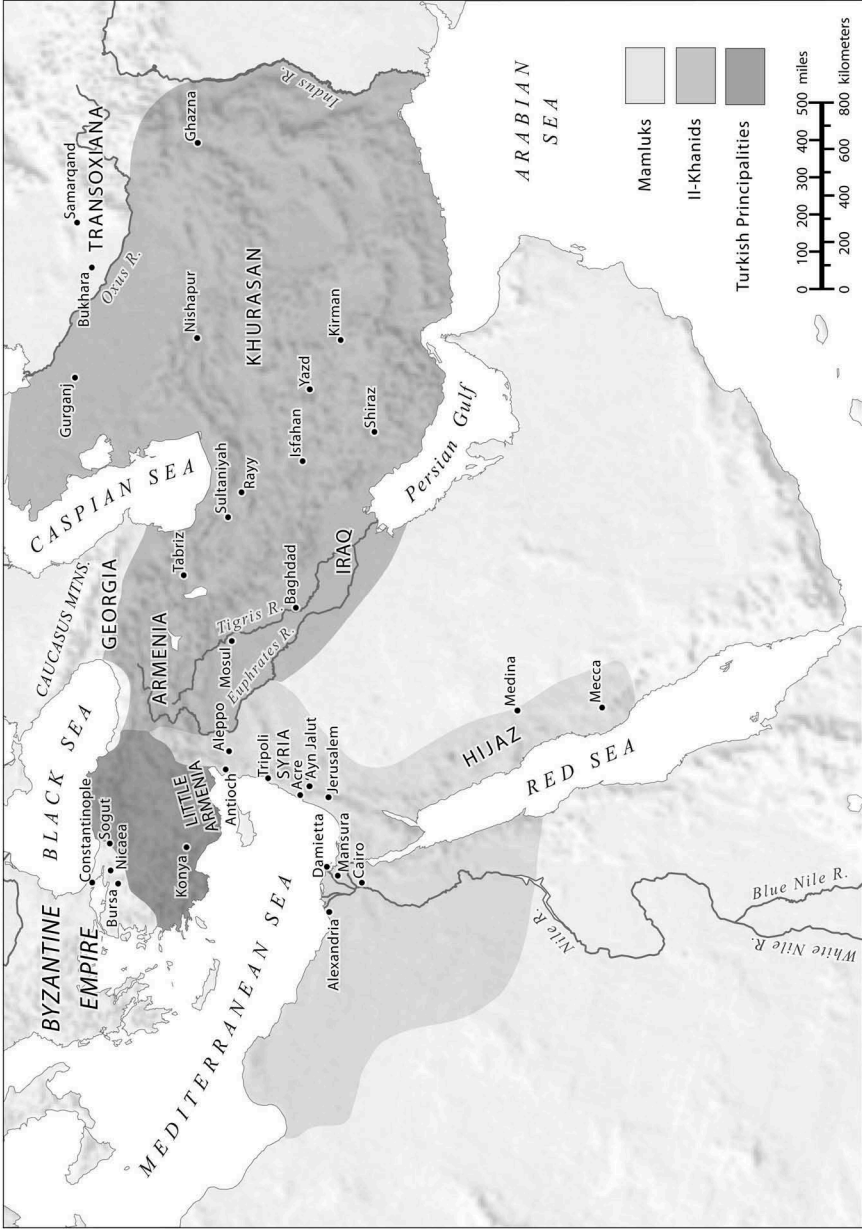 BLACK SEA
CASPIAN SEA
CAUCASUS MTNS.
GEORGIA
ARMENIA
BYZANTINE
EMPIRE
Constantinople
Sogut
Nicaea
Bursa
Konya
LITTLE
ARMENIA
Antioch
Aleppo
Mosul
Tigris R.
Euphrates R.
Tabriz
Sultaniyah
Rayy
Baghdad
IRAQ
Gurganj
Bukhara
Samarqand
TRANSOXIANA
Oxus R.
Nishapur
Ghazna
KHURASAN
Isfahan
Yazd
Kirman
Shiraz
Indus R.
Persian Gulf
MEDITERRANEAN SEA
Tripoli
SYRIA
Acre
Ayn Jalut
Jerusalem
Damietta
Mansura
Cairo
Alexandria
HIJAZ
Medina
Mecca
RED SEA
Nile R.
Blue Nile R.
White Nile R.
ARABIAN
SEA
Mamluks
Il-Khanids
Turkish Principalities
0 100 200 300 400 500 miles
0 200 400 600 800 kilometers